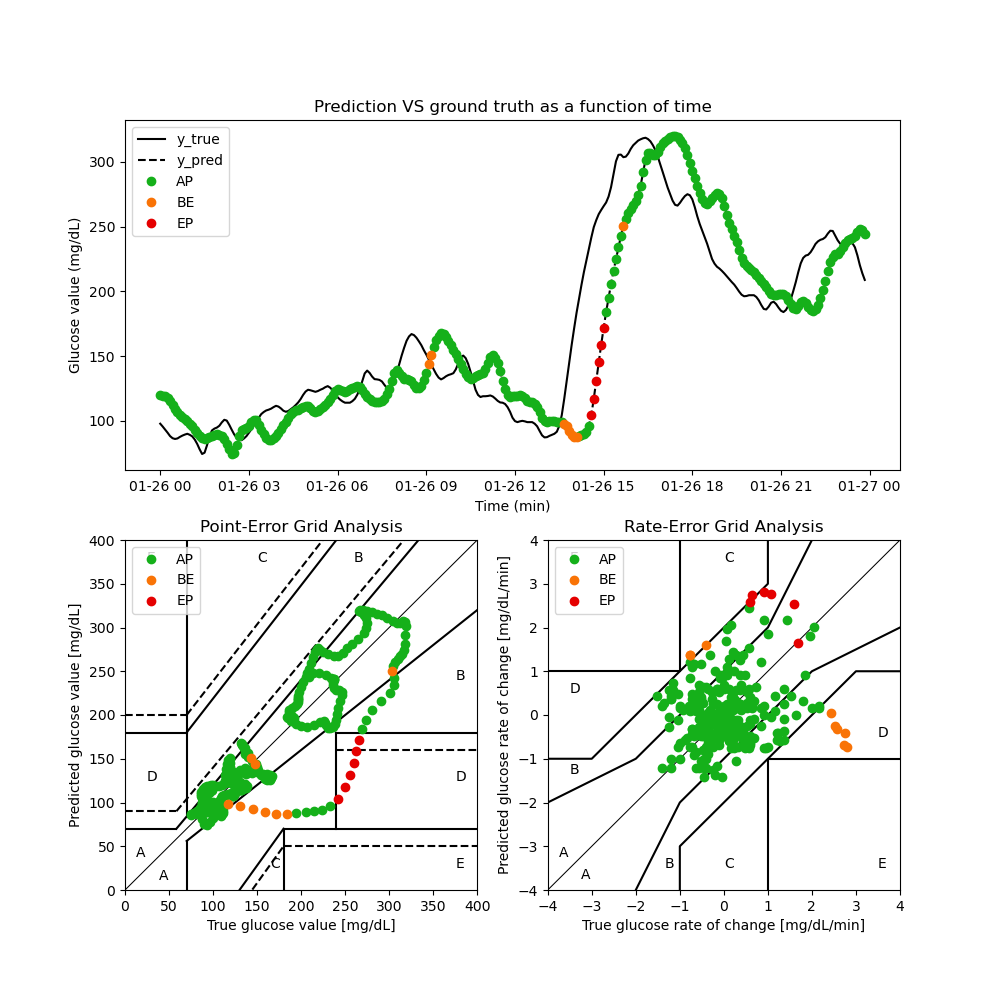 Prediction VS ground truth as a function of time
Glucose value (mg/dL)
300
250
200
150
100
y_true
y_pred
AP
BE
EP
01-26 00 01-26 03 01-26 06 01-26 09 01-26 12 01-26 15 01-26 18 01-26 21 01-27 00
Time (min)
Point-Error Grid Analysis
Predicted glucose value [mg/dL]
400
350
300
250
200
150
100
50
0
AP
BE
EP
C
B
B
D
D
A
A
C
E
0 50 100 150 200 250 300 350 400
True glucose value [mg/dL]
Rate-Error Grid Analysis
Predicted glucose rate of change [mg/dL/min]
4
3
2
1
0
−1
−2
−3
−4
AP
BE
EP
C
D
D
B
A
A
B
C
E
−4 −3 −2 −1 0 1 2 3 4
True glucose rate of change [mg/dL/min]